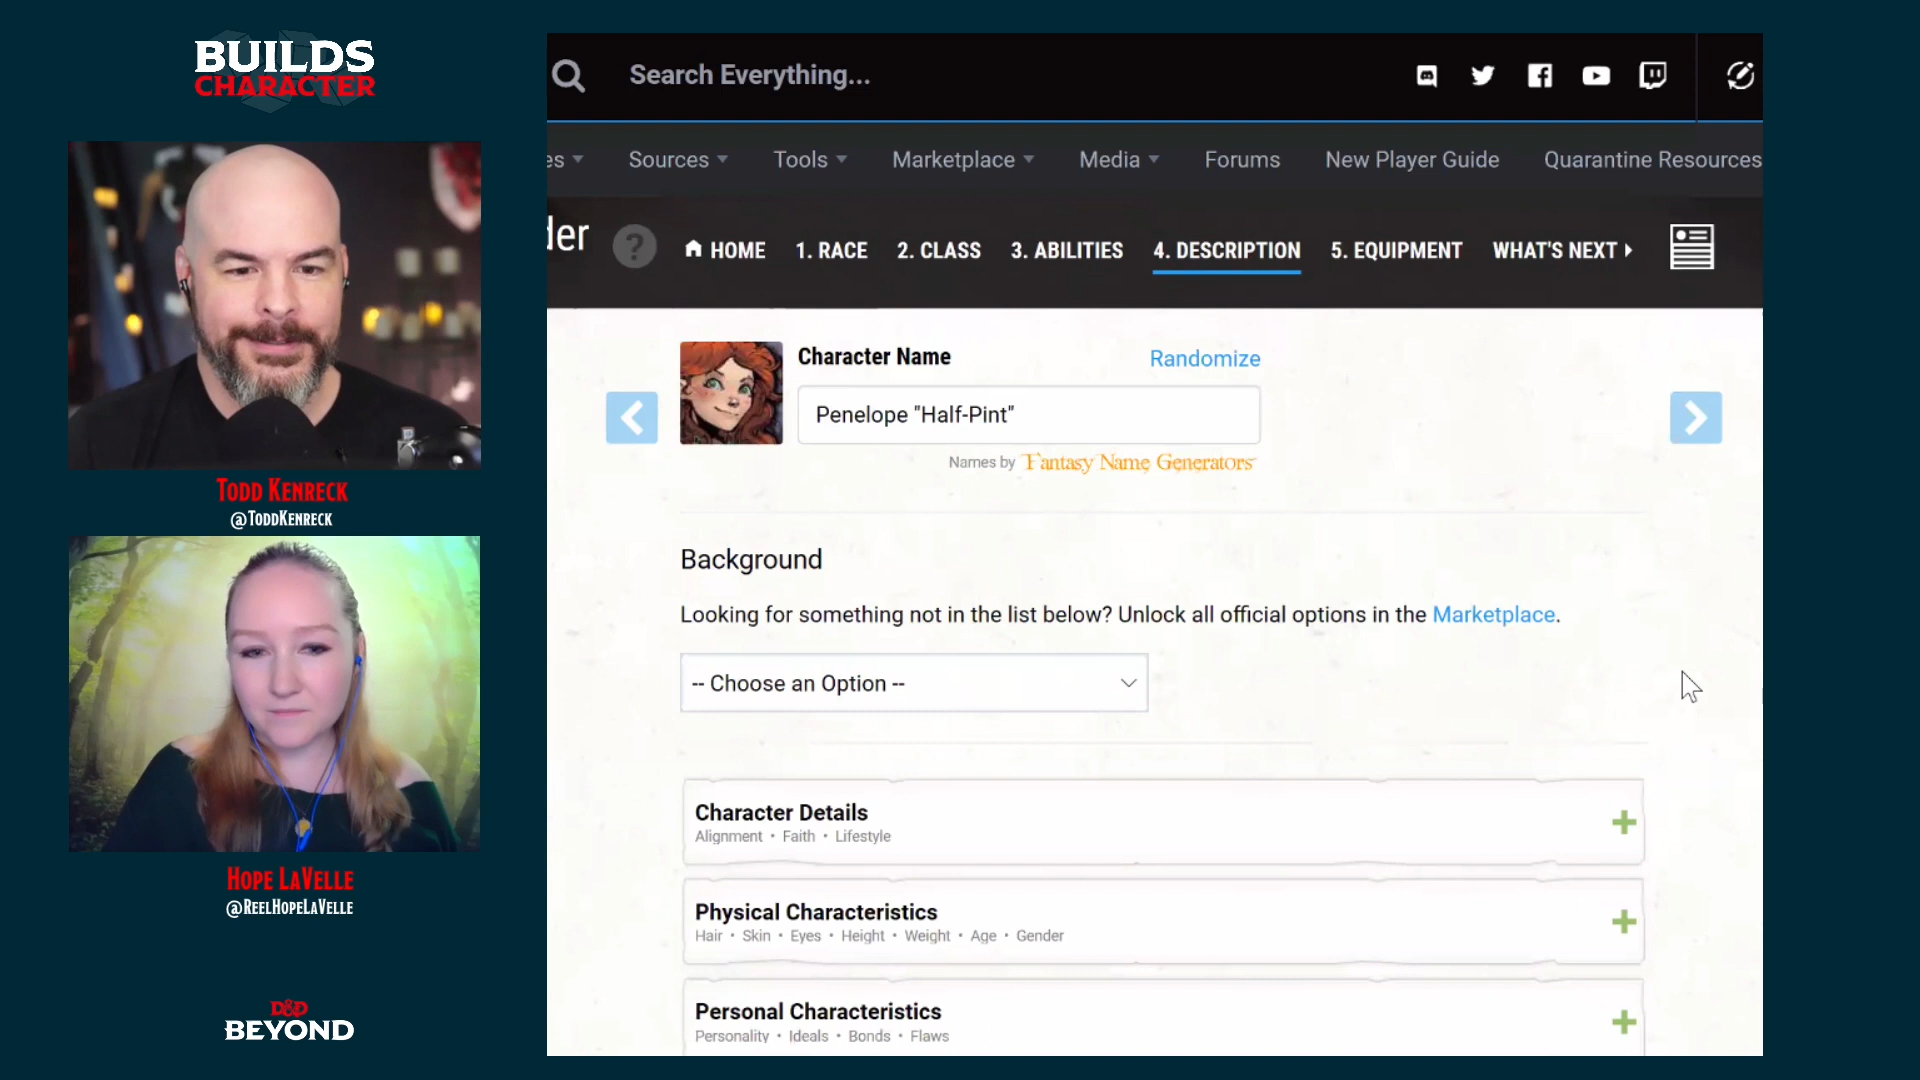 BUILDS
CHARACTER
Todd Kenreck
@ToddKenreck
Hope LaVelle
@ReelHopeLaVelle
D&D
BEYOND
Search Everything...
es
Sources
Tools
Marketplace
Media
Forums
New Player Guide
Quarantine Resources
der
?
HOME
1. RACE
2. CLASS
3. ABILITIES
4. DESCRIPTION
5. EQUIPMENT
WHAT'S NEXT
Character Name
Randomize
Penelope "Half-Pint"
Names by Fantasy Name Generators
Background
Looking for something not in the list below? Unlock all official options in the Marketplace.
-- Choose an Option --
Character Details
Alignment • Faith • Lifestyle
Physical Characteristics
Hair • Skin • Eyes • Height • Weight • Age • Gender
Personal Characteristics
Personality • Ideals • Bonds • Flaws